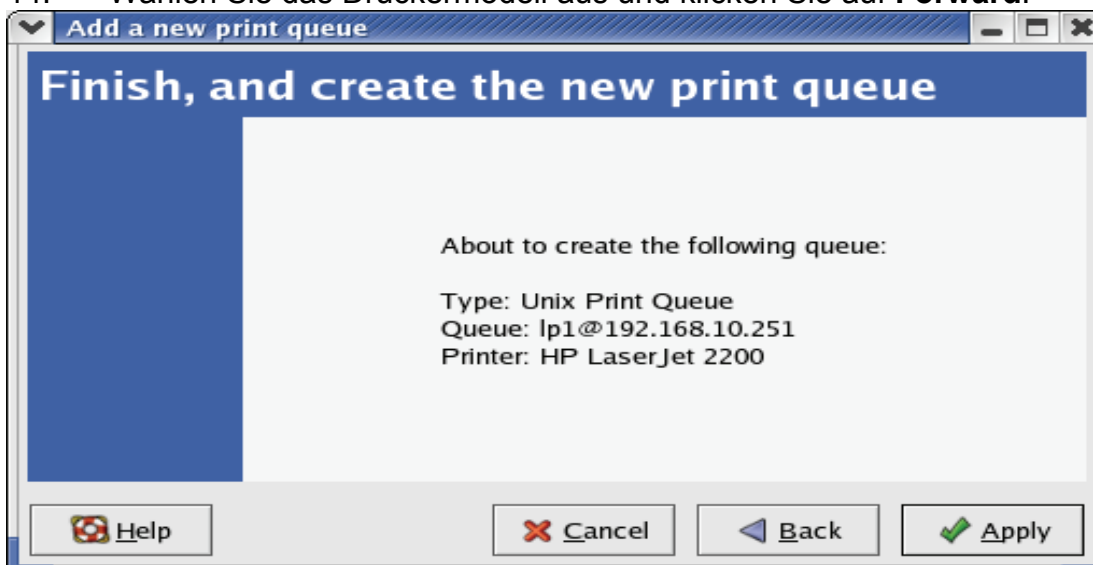 Wählen Sie das Druckermodell aus und klicken Sie auf Forward.
Add a new print queue
Finish, and create the new print queue
About to create the following queue:
Type: Unix Print Queue
Queue: lp1@192.168.10.251
Printer: HP LaserJet 2200
Help
Cancel
Back
Apply